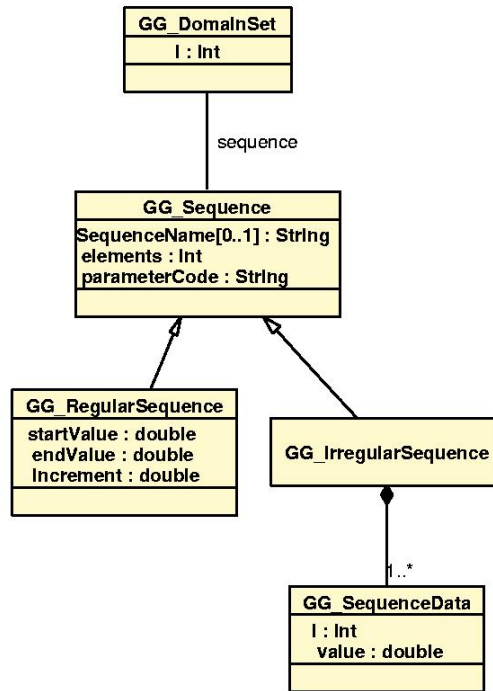 GG_DomainSet
I : Int
sequence
GG_Sequence
SequenceName[0..1] : String
elements : Int
parameterCode : String
GG_RegularSequence
startValue : double
endValue : double
Increment : double
GG_IrregularSequence
1..*
GG_SequenceData
I : Int
value : double